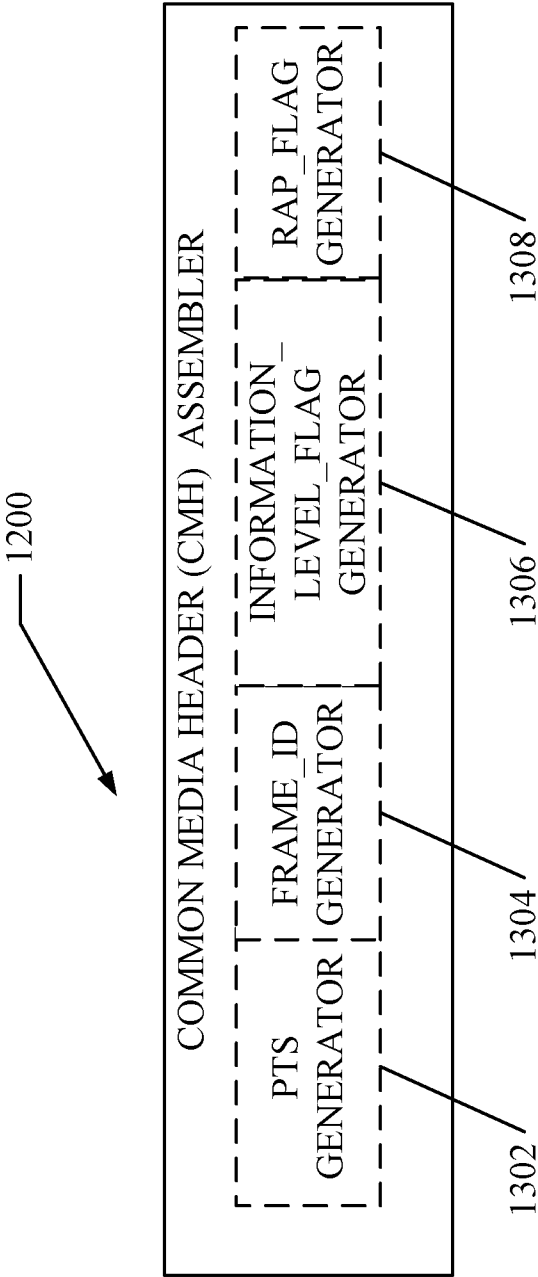 1200
COMMON MEDIA HEADER (CMH) ASSEMBLER
PTS
GENERATOR
FRAME_ID
GENERATOR
INFORMATION_
LEVEL_FLAG
GENERATOR
RAP_FLAG
GENERATOR
1302
1304
1306
1308